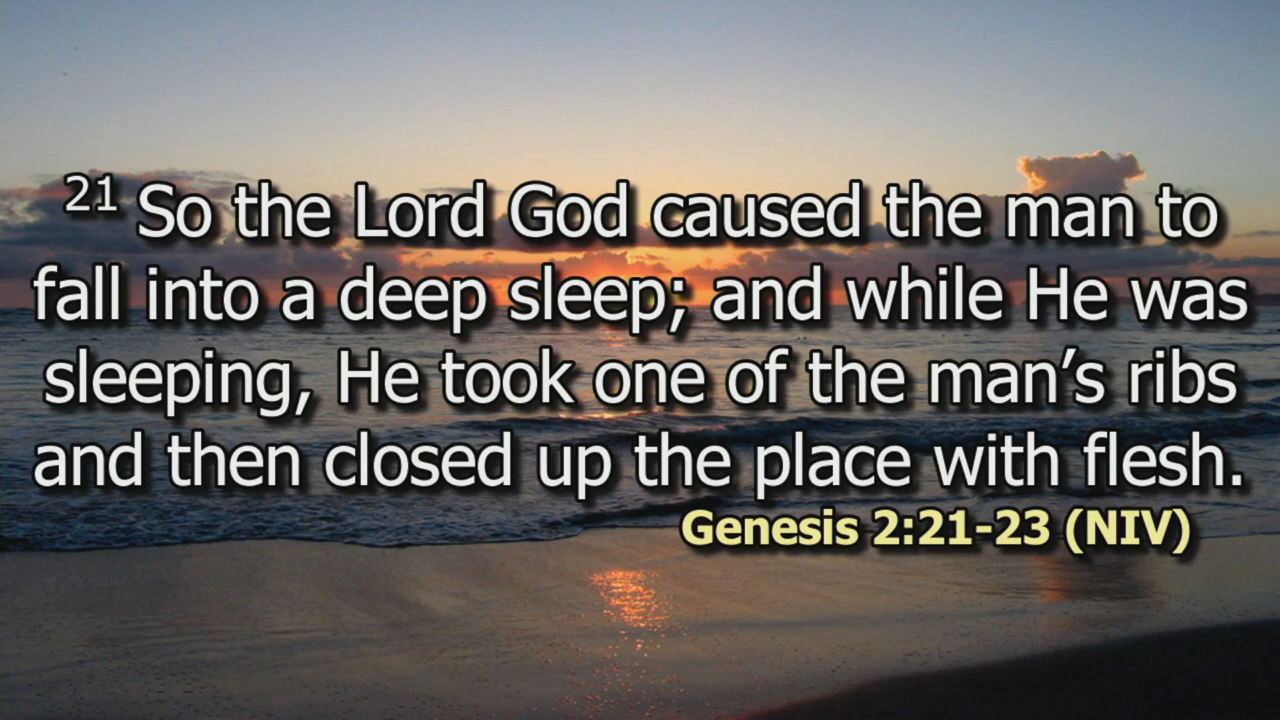 21 So the Lord God caused the man to
fall into a deep sleep; and while He was
sleeping, He took one of the man’s ribs
and then closed up the place with flesh.
Genesis 2:21-23 (NIV)